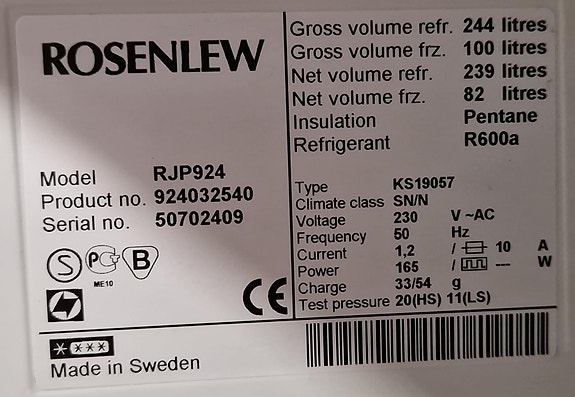 ROSENLEW
Model RJP924
Product no. 924032540
Serial no. 50702409
S PC B
ME10
CE
Made in Sweden
Gross volume refr. 244 litres
Gross volume frz. 100 litres
Net volume refr. 239 litres
Net volume frz. 82 litres
Insulation Pentane
Refrigerant R600a
Type KS19057
Climate class SN/N
Voltage 230 V ~AC
Frequency 50 Hz
Current 1,2 / 10 A
Power 165 / --- W
Charge 33/54 g
Test pressure 20(HS) 11(LS)